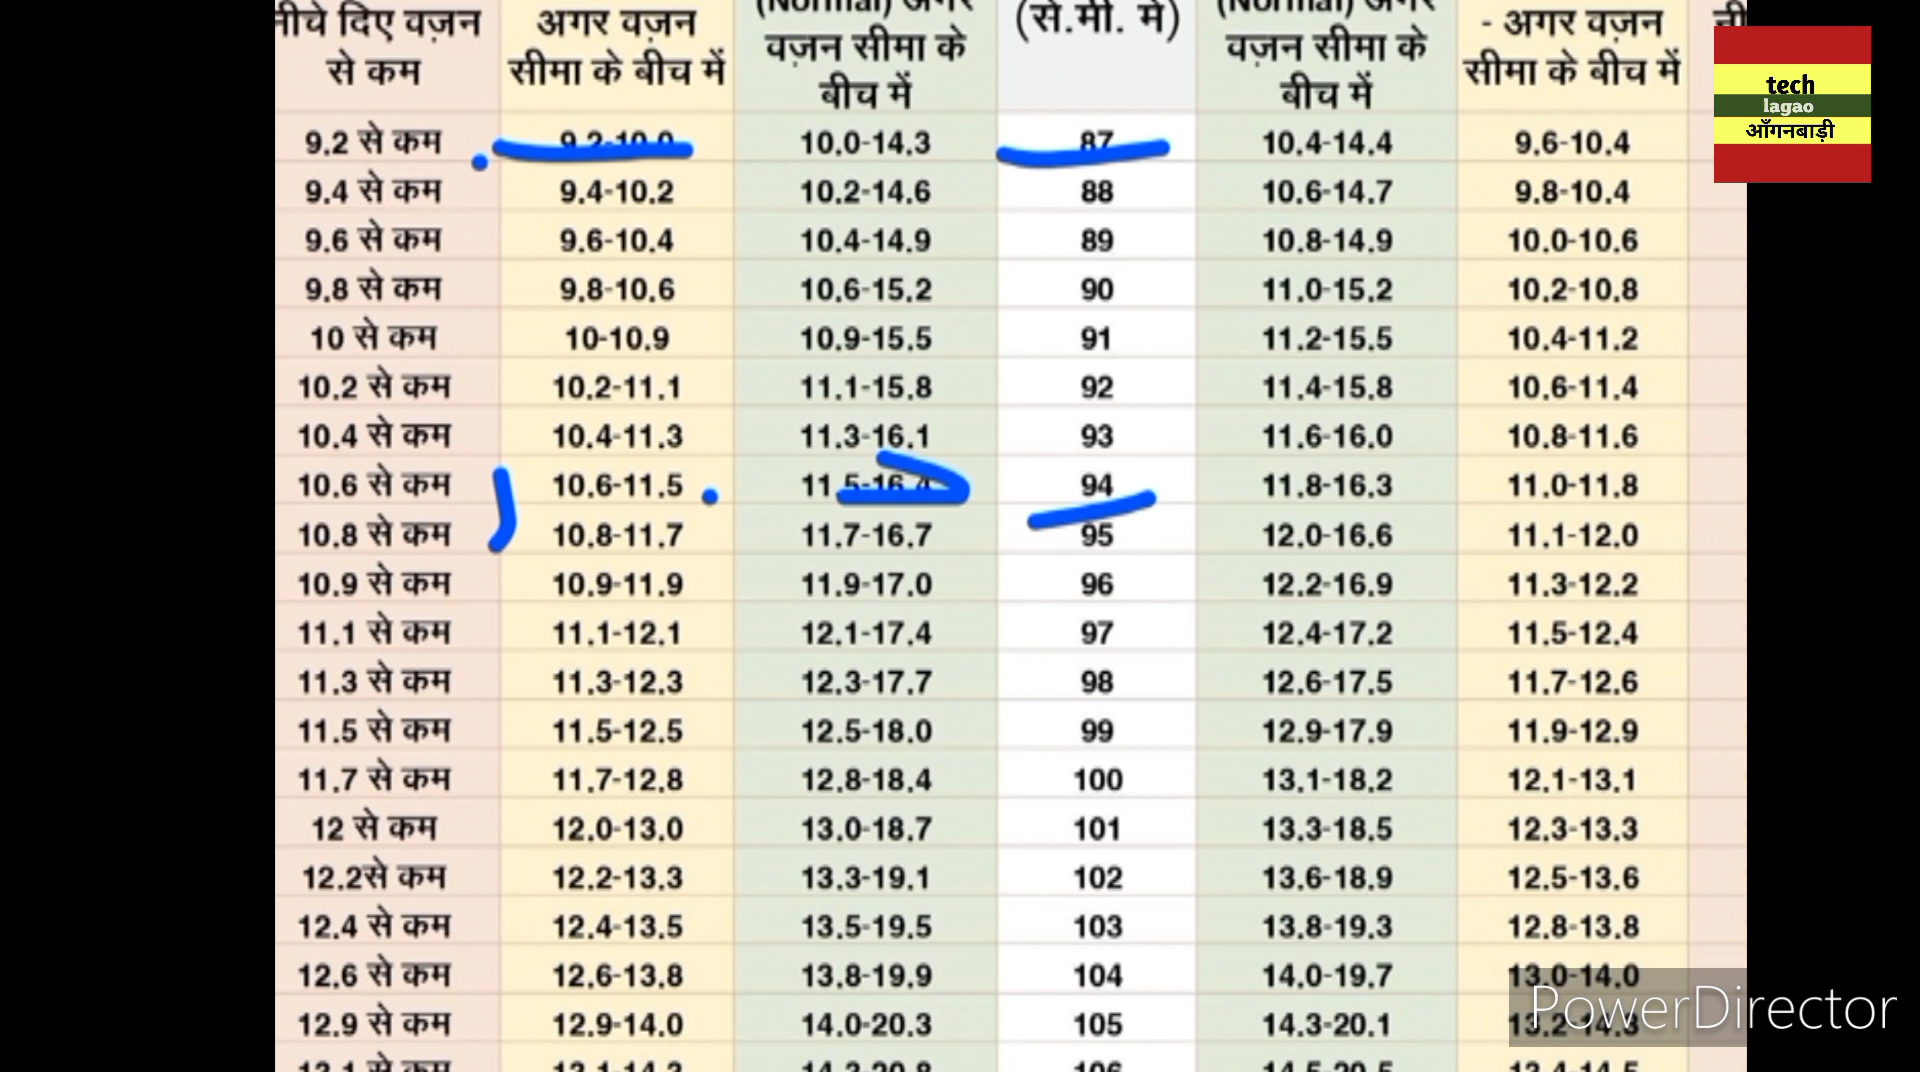 नीचे दिए वज़न अगर वज़न (Normal) अगर (से.मी. में) (Normal) अगर - अगर वज़न
से कम सीमा के बीच में वज़न सीमा के वज़न सीमा के सीमा के बीच में
बीच में बीच में
tech
lagao
आँगनबाड़ी
9.2 से कम 9.2-10.0 10.0-14.3 87 10.4-14.4 9.6-10.4
9.4 से कम 9.4-10.2 10.2-14.6 88 10.6-14.7 9.8-10.4
9.6 से कम 9.6-10.4 10.4-14.9 89 10.8-14.9 10.0-10.6
9.8 से कम 9.8-10.6 10.6-15.2 90 11.0-15.2 10.2-10.8
10 से कम 10-10.9 10.9-15.5 91 11.2-15.5 10.4-11.2
10.2 से कम 10.2-11.1 11.1-15.8 92 11.4-15.8 10.6-11.4
10.4 से कम 10.4-11.3 11.3-16.1 93 11.6-16.0 10.8-11.6
10.6 से कम 10.6-11.5 11.5-16.4 94 11.8-16.3 11.0-11.8
10.8 से कम 10.8-11.7 11.7-16.7 95 12.0-16.6 11.1-12.0
10.9 से कम 10.9-11.9 11.9-17.0 96 12.2-16.9 11.3-12.2
11.1 से कम 11.1-12.1 12.1-17.4 97 12.4-17.2 11.5-12.4
11.3 से कम 11.3-12.3 12.3-17.7 98 12.6-17.5 11.7-12.6
11.5 से कम 11.5-12.5 12.5-18.0 99 12.9-17.9 11.9-12.9
11.7 से कम 11.7-12.8 12.8-18.4 100 13.1-18.2 12.1-13.1
12 से कम 12.0-13.0 13.0-18.7 101 13.3-18.5 12.3-13.3
12.2से कम 12.2-13.3 13.3-19.1 102 13.6-18.9 12.5-13.6
12.4 से कम 12.4-13.5 13.5-19.5 103 13.8-19.3 12.8-13.8
12.6 से कम 12.6-13.8 13.8-19.9 104 14.0-19.7 13.0-14.0
12.9 से कम 12.9-14.0 14.0-20.3 105 14.3-20.1
PowerDirector